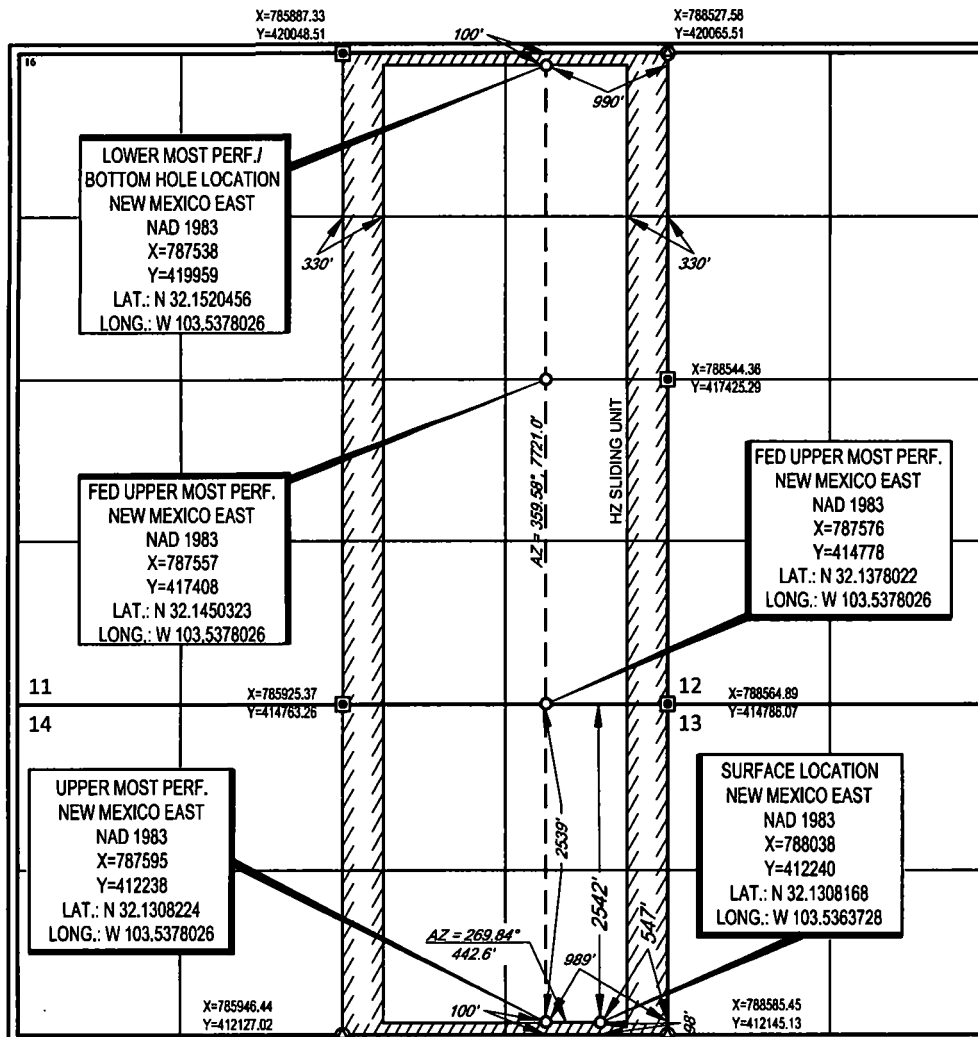 X=785887.33
Y=420048.51
X=788527.58
Y=420065.51
100'
16
990'
LOWER MOST PERF./
BOTTOM HOLE LOCATION
NEW MEXICO EAST
NAD 1983
X=787538
Y=419959
LAT.: N 32.1520456
LONG.: W 103.5378026
330'
330'
X=788544.36
Y=417425.29
AZ = 359.58°, 7721.0'
HZ SLIDING UNIT
FED UPPER MOST PERF.
NEW MEXICO EAST
NAD 1983
X=787557
Y=417408
LAT.: N 32.1450323
LONG.: W 103.5378026
FED UPPER MOST PERF.
NEW MEXICO EAST
NAD 1983
X=787576
Y=414778
LAT.: N 32.1378022
LONG.: W 103.5378026
11
14
X=785925.37
Y=414763.26
12
13
X=788564.89
Y=414786.07
UPPER MOST PERF.
NEW MEXICO EAST
NAD 1983
X=787595
Y=412238
LAT.: N 32.1308224
LONG.: W 103.5378026
SURFACE LOCATION
NEW MEXICO EAST
NAD 1983
X=788038
Y=412240
LAT.: N 32.1308168
LONG.: W 103.5363728
2539'
2542'
547'
AZ = 269.84°
442.6'
989'
X=785946.44
Y=412127.02
100'
98'
X=788585.45
Y=412145.13